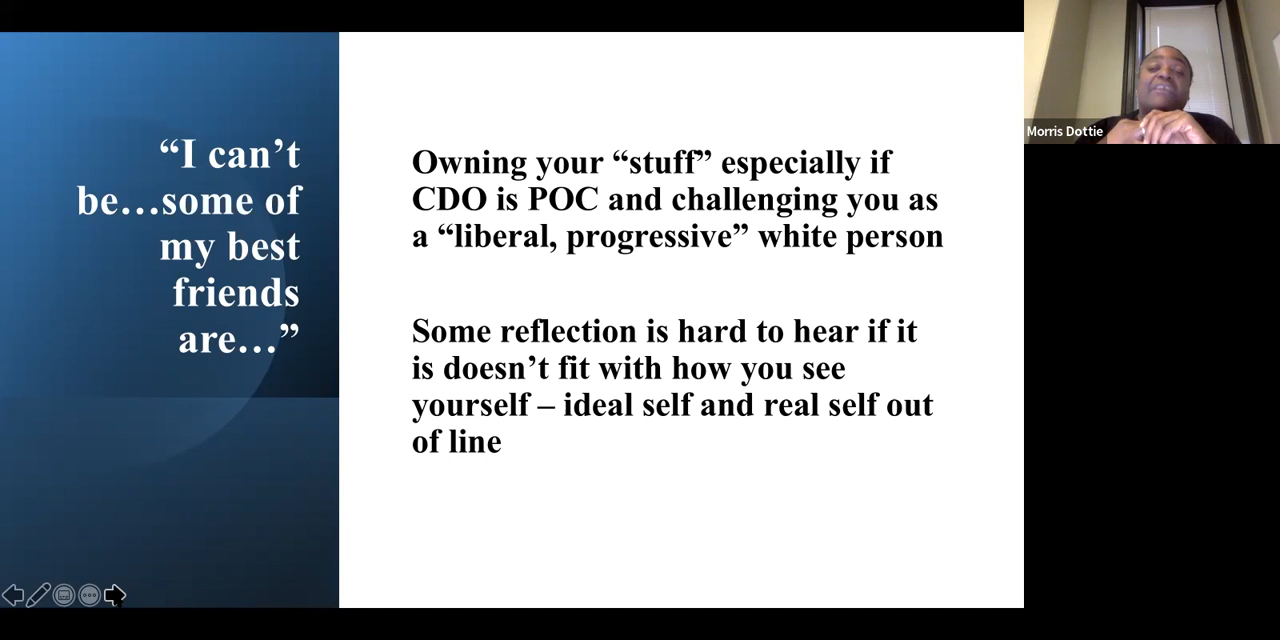 “I can’t
be…some of
my best
friends
are…”
Owning your “stuff” especially if
CDO is POC and challenging you as
a “liberal, progressive” white person
Some reflection is hard to hear if it
is doesn’t fit with how you see
yourself – ideal self and real self out
of line
Morris Dottie